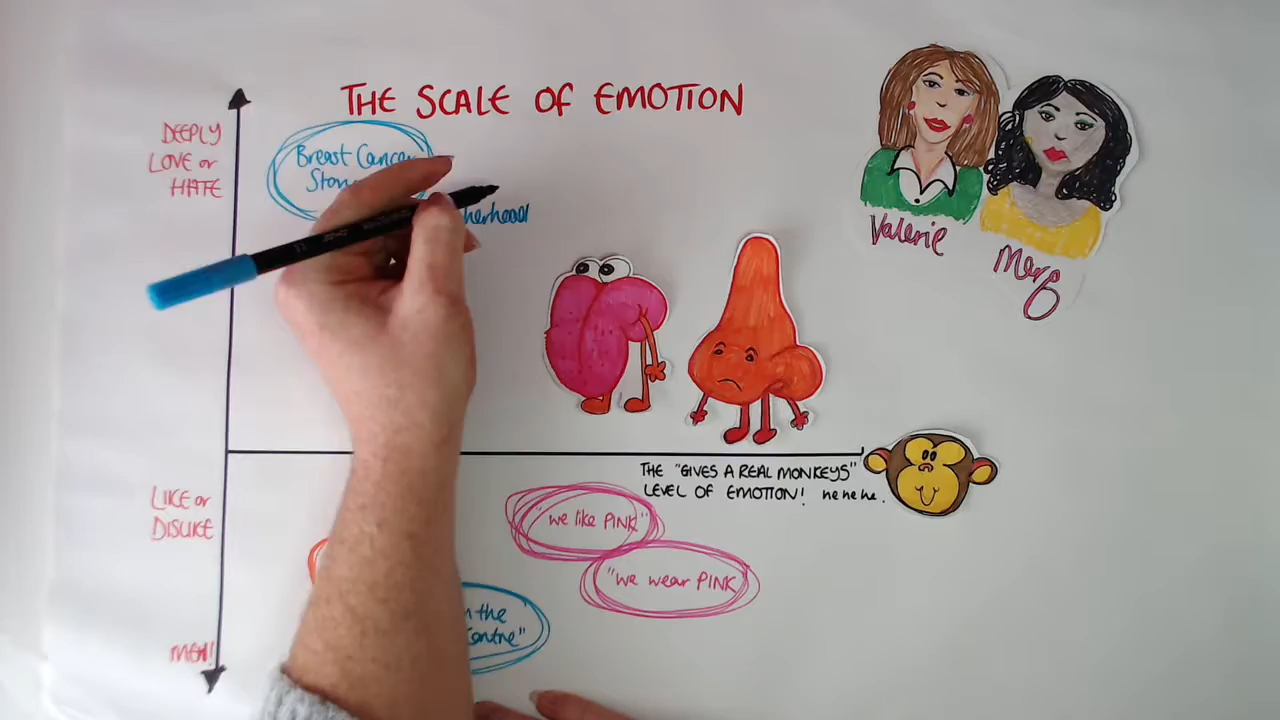 THE SCALE OF EMOTION
DEEPLY
LOVE or
HATE
Breast Cancer
Valerie
Marg
THE "GIVES A REAL MONKEYS"
LEVEL OF EMOTION! he he he.
LIKE or
DISLIKE
"we like PINK"
"we wear PINK"
the
MEH!